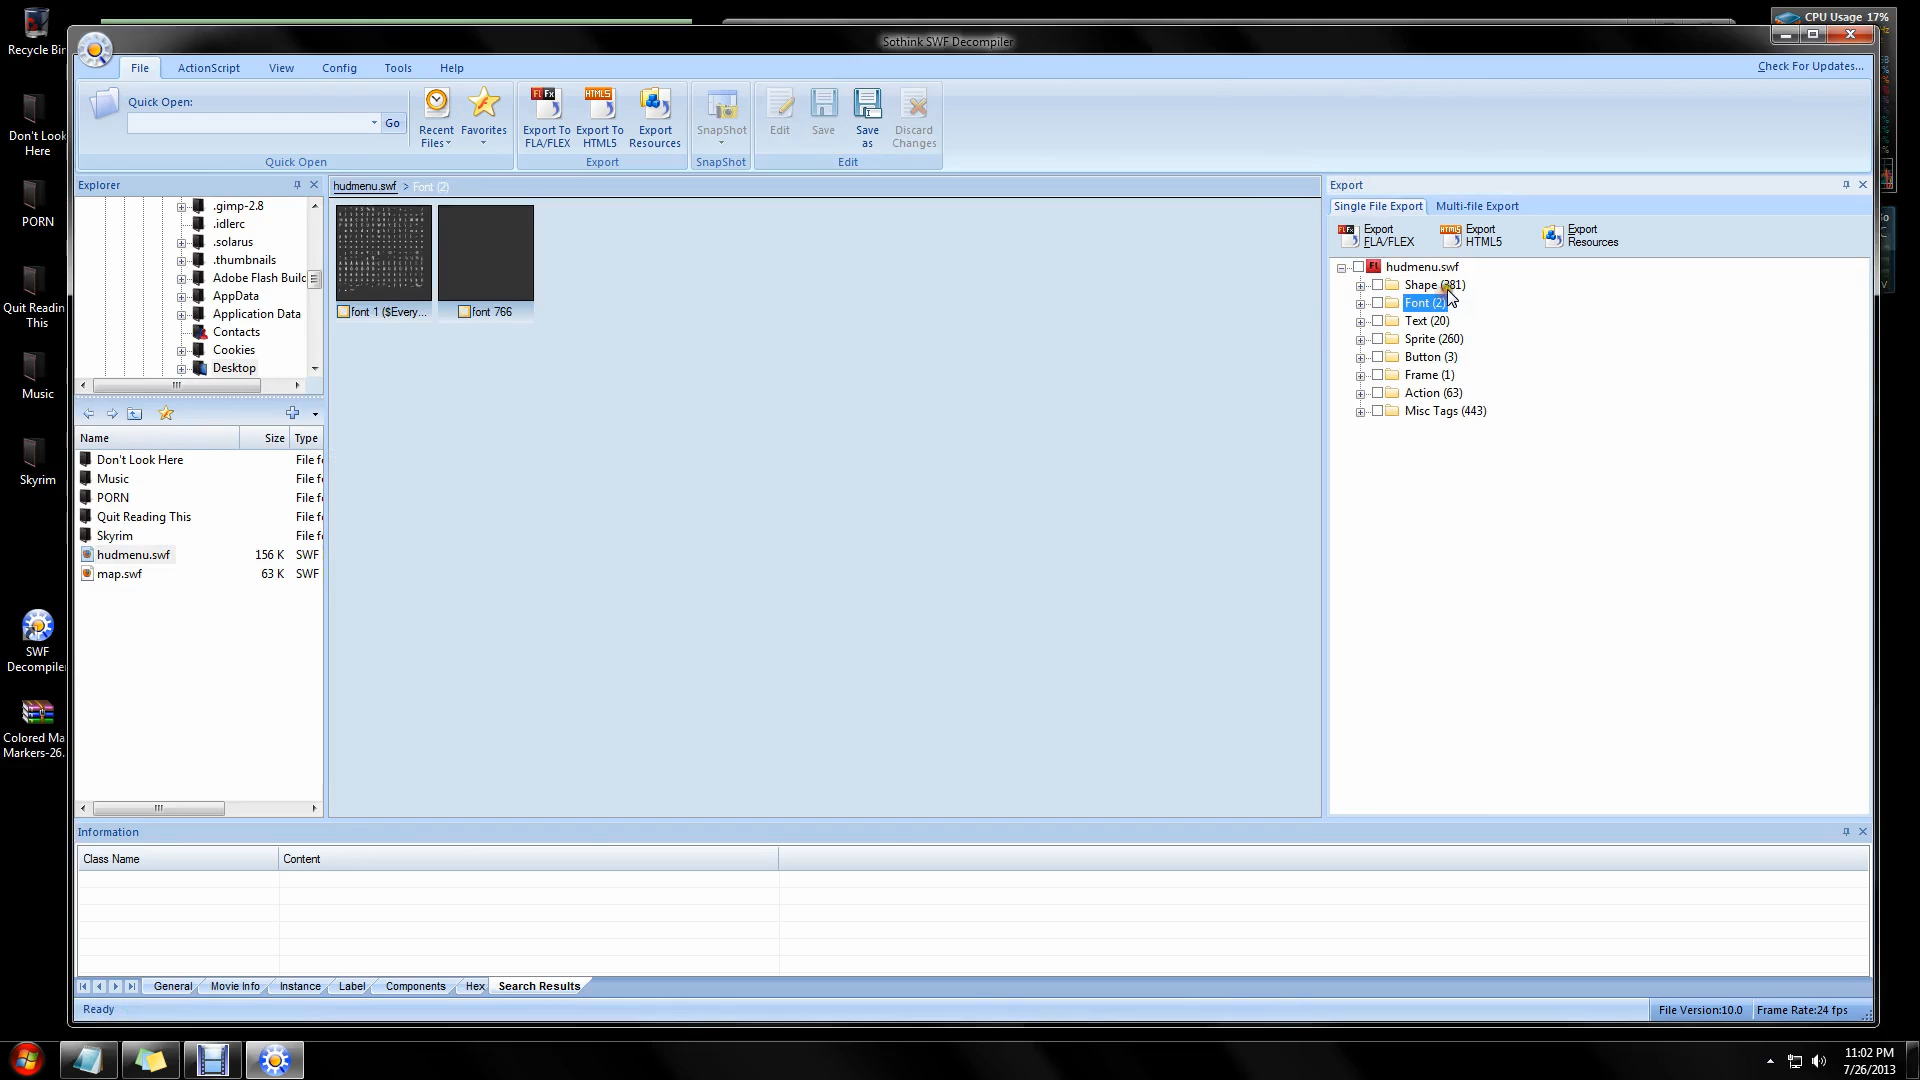 Recycle Bin
Don't Look
Here
PORN
Quit Readin
This
Music
Skyrim
SWF
Decompile
Colored Ma
Markers-26.
CPU Usage 17%
Sothink SWF Decompiler
File
ActionScript
View
Config
Tools
Help
Check For Updates...
Quick Open:
Go
Recent
Files
Favorites
Export To
FLA/FLEX
Export To
HTML5
Export
Resources
SnapShot
Edit
Save
Save
as
Discard
Changes
Quick Open
Export
SnapShot
Edit
Explorer
.gimp-2.8
.idlerc
.solarus
.thumbnails
Adobe Flash Builc
AppData
Application Data
Contacts
Cookies
Desktop
Name
Size
Type
Don't Look Here
File f
Music
File f
PORN
File f
Quit Reading This
File f
Skyrim
File f
hudmenu.swf
156 K
SWF
map.swf
63 K
SWF
hudmenu.swf > Font (2)
font 1 ($Every...
font 766
Export
Single File Export
Multi-file Export
Export
FLA/FLEX
Export
HTML5
Export
Resources
hudmenu.swf
Shape (381)
Font (2)
Text (20)
Sprite (260)
Button (3)
Frame (1)
Action (63)
Misc Tags (443)
Information
Class Name
Content
General
Movie Info
Instance
Label
Components
Hex
Search Results
Ready
File Version:10.0
Frame Rate:24 fps
11:02 PM
7/26/2013